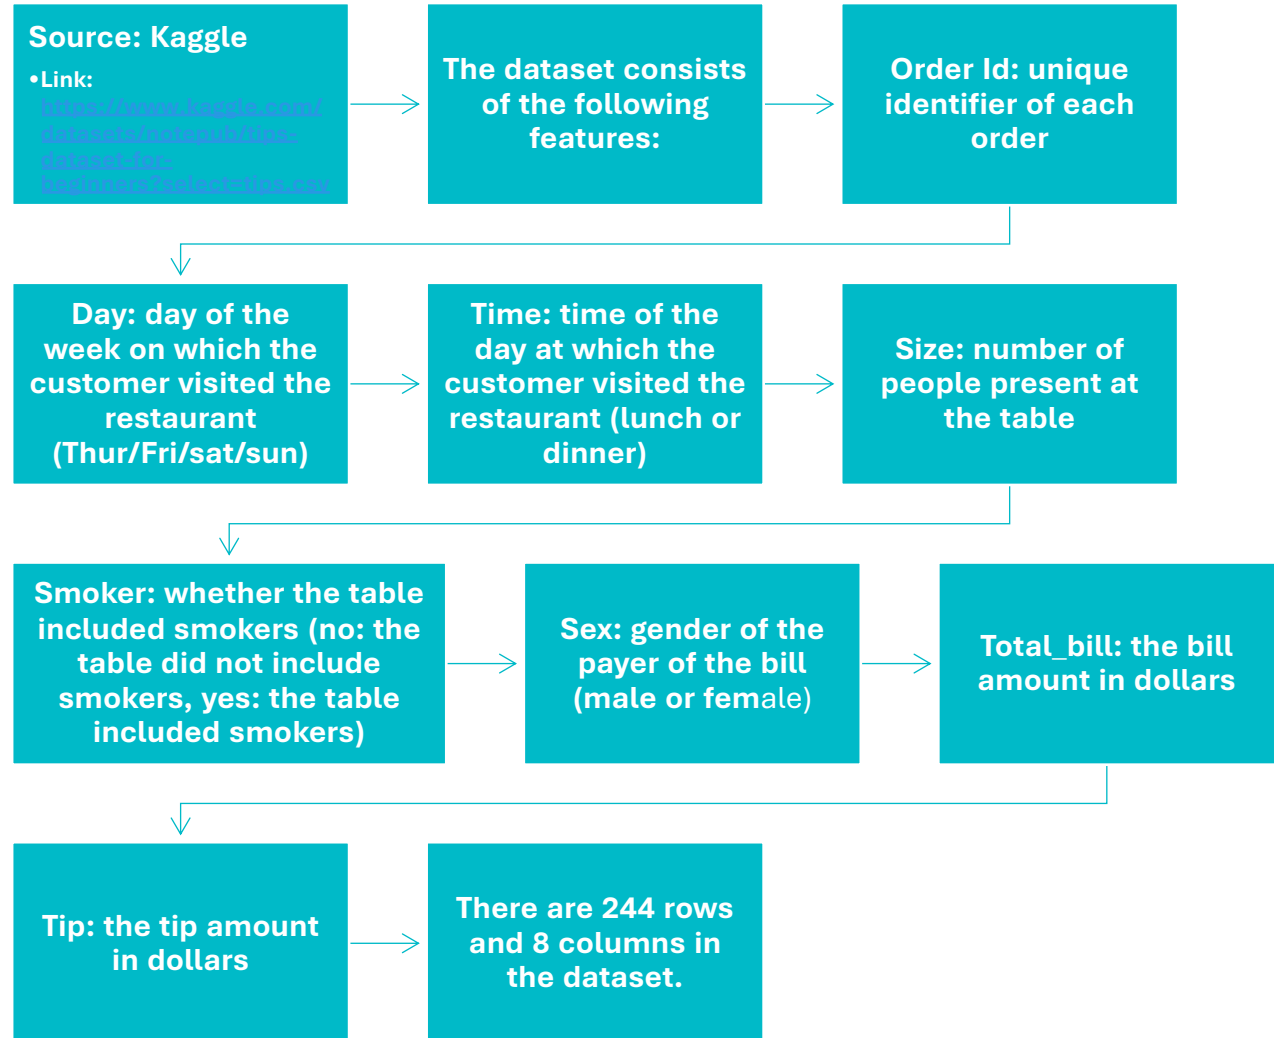 Source: Kaggle
•Link:
https://www.kaggle.com/
datasets/notepub/tips-
dataset-for-
beginners?select=tips.csv
The dataset consists
of the following
features:
Order Id: unique
identifier of each
order
Day: day of the
week on which the
customer visited the
restaurant
(Thur/Fri/sat/sun)
Time: time of the
day at which the
customer visited the
restaurant (lunch or
dinner)
Size: number of
people present at
the table
Smoker: whether the table
included smokers (no: the
table did not include
smokers, yes: the table
included smokers)
Sex: gender of the
payer of the bill
(male or female)
Total_bill: the bill
amount in dollars
Tip: the tip amount
in dollars
There are 244 rows
and 8 columns in
the dataset.